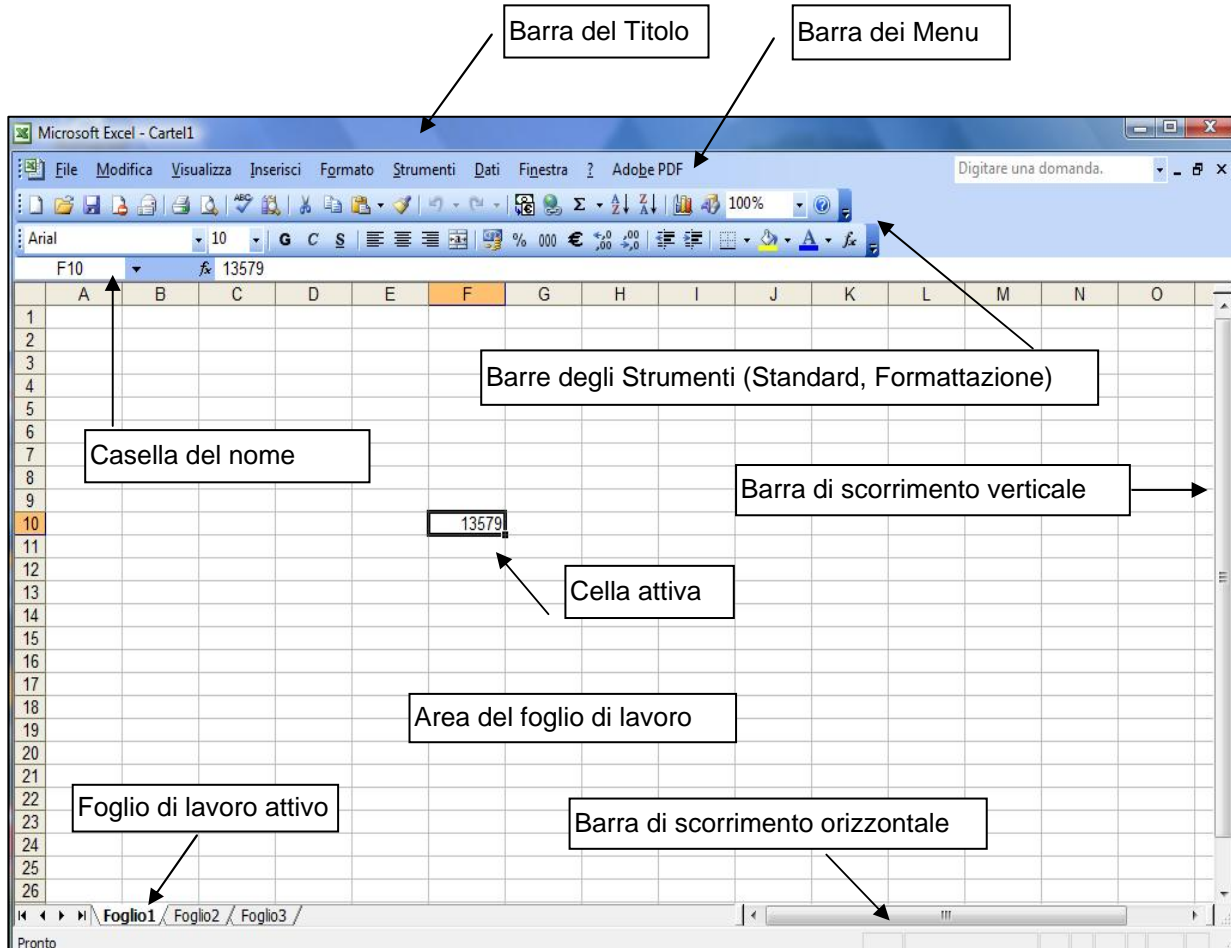 Barra del Titolo
Barra dei Menu
Microsoft Excel - Cartel1
File Modifica Visualizza Inserisci Formato Strumenti Dati Finestra ? Adobe PDF Digitare una domanda.
100%
Arial 10 G C S % 000 €
F10 fx 13579
A B C D E F G H I J K L M N O
1
2
3
Barre degli Strumenti (Standard, Formattazione)
4
5
6
7
Casella del nome
8
Barra di scorrimento verticale
9
10 13579
11
12
Cella attiva
13
14
15
16
17
18
Area del foglio di lavoro
19
20
21
22
Foglio di lavoro attivo
23
Barra di scorrimento orizzontale
24
25
26
Foglio1 Foglio2 Foglio3
Pronto